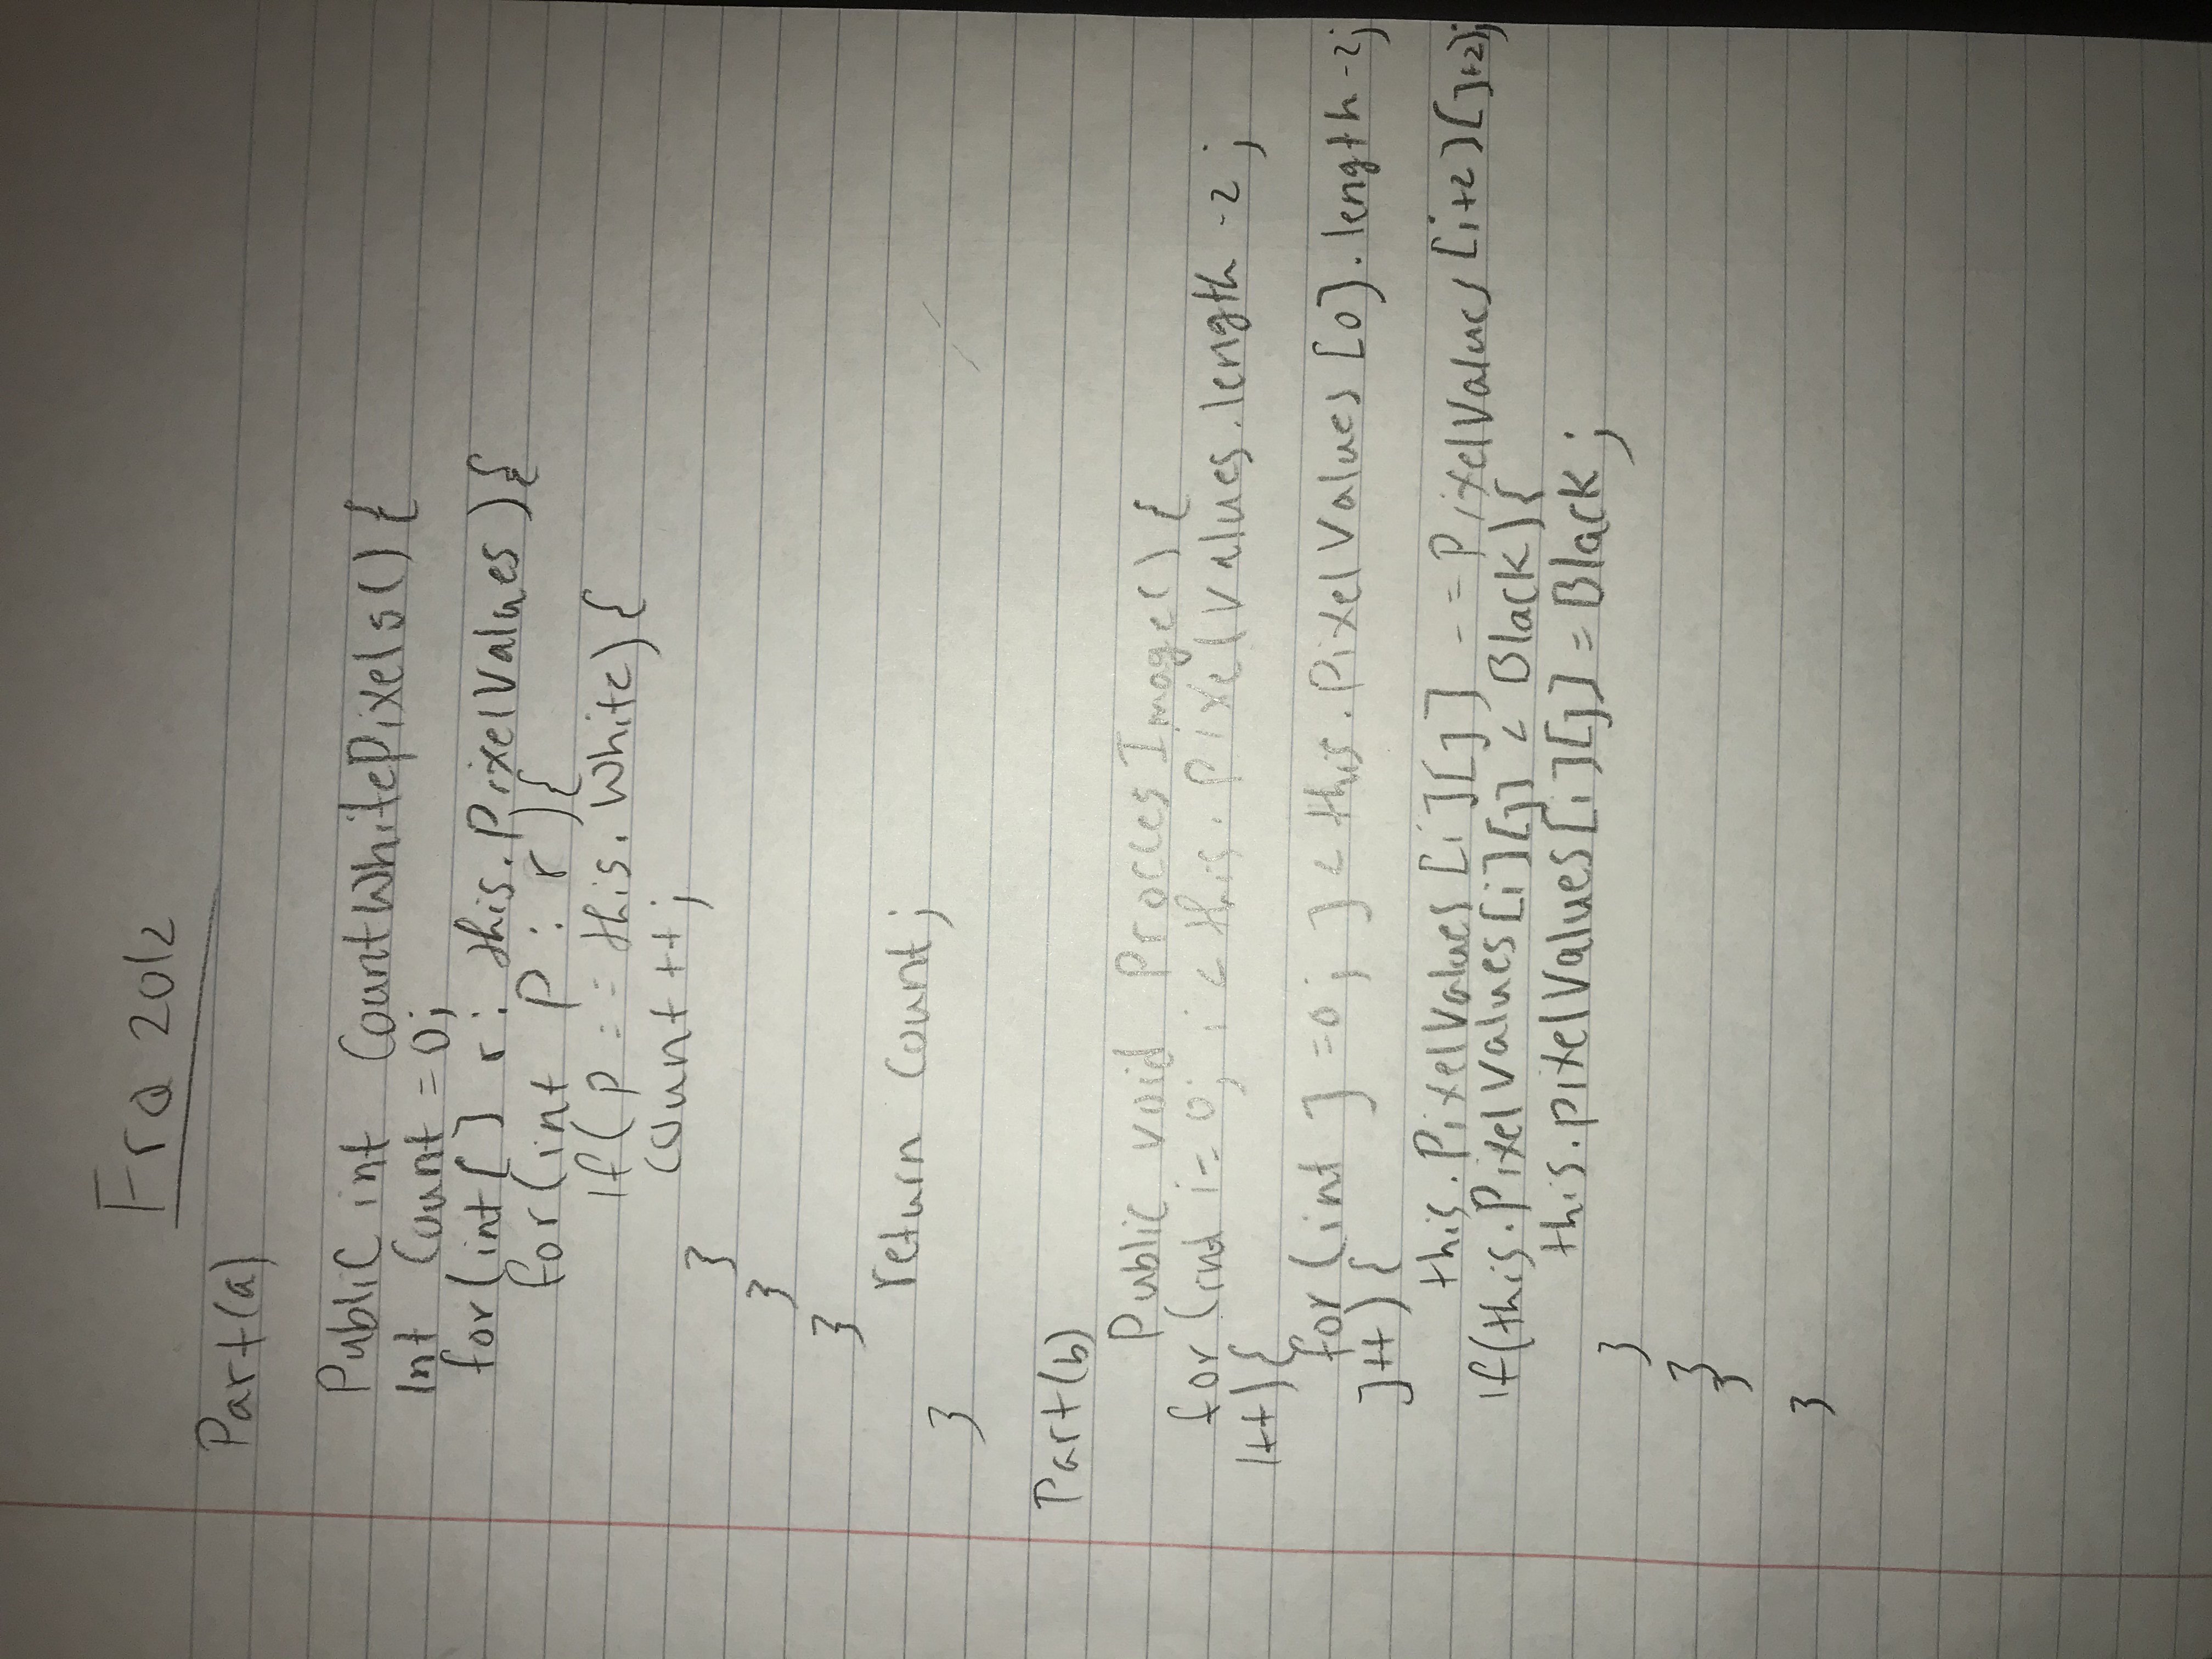 Frq 2012
Part(a)
Public int CountWhitePixels() {
Int Count = 0;
for(int[] r : this.PixelValues){
for(int P : r){
If(P == this.White){
Count ++;
}
}
}
return Count;
}
Part(b)
Public void ProccesImage() {
for (int i = 0; i < this.PixelValues.length -2;
I++){
for (int J =0; J < this.PixelValues[0].length -2;
J++) {
this.PixelValues[i][j] -= PixelValues[i+2][J+2];
If(this.PixelValues[i][j] < Black){
this.pixelValues[i][j] = Black;
}
}
}
}